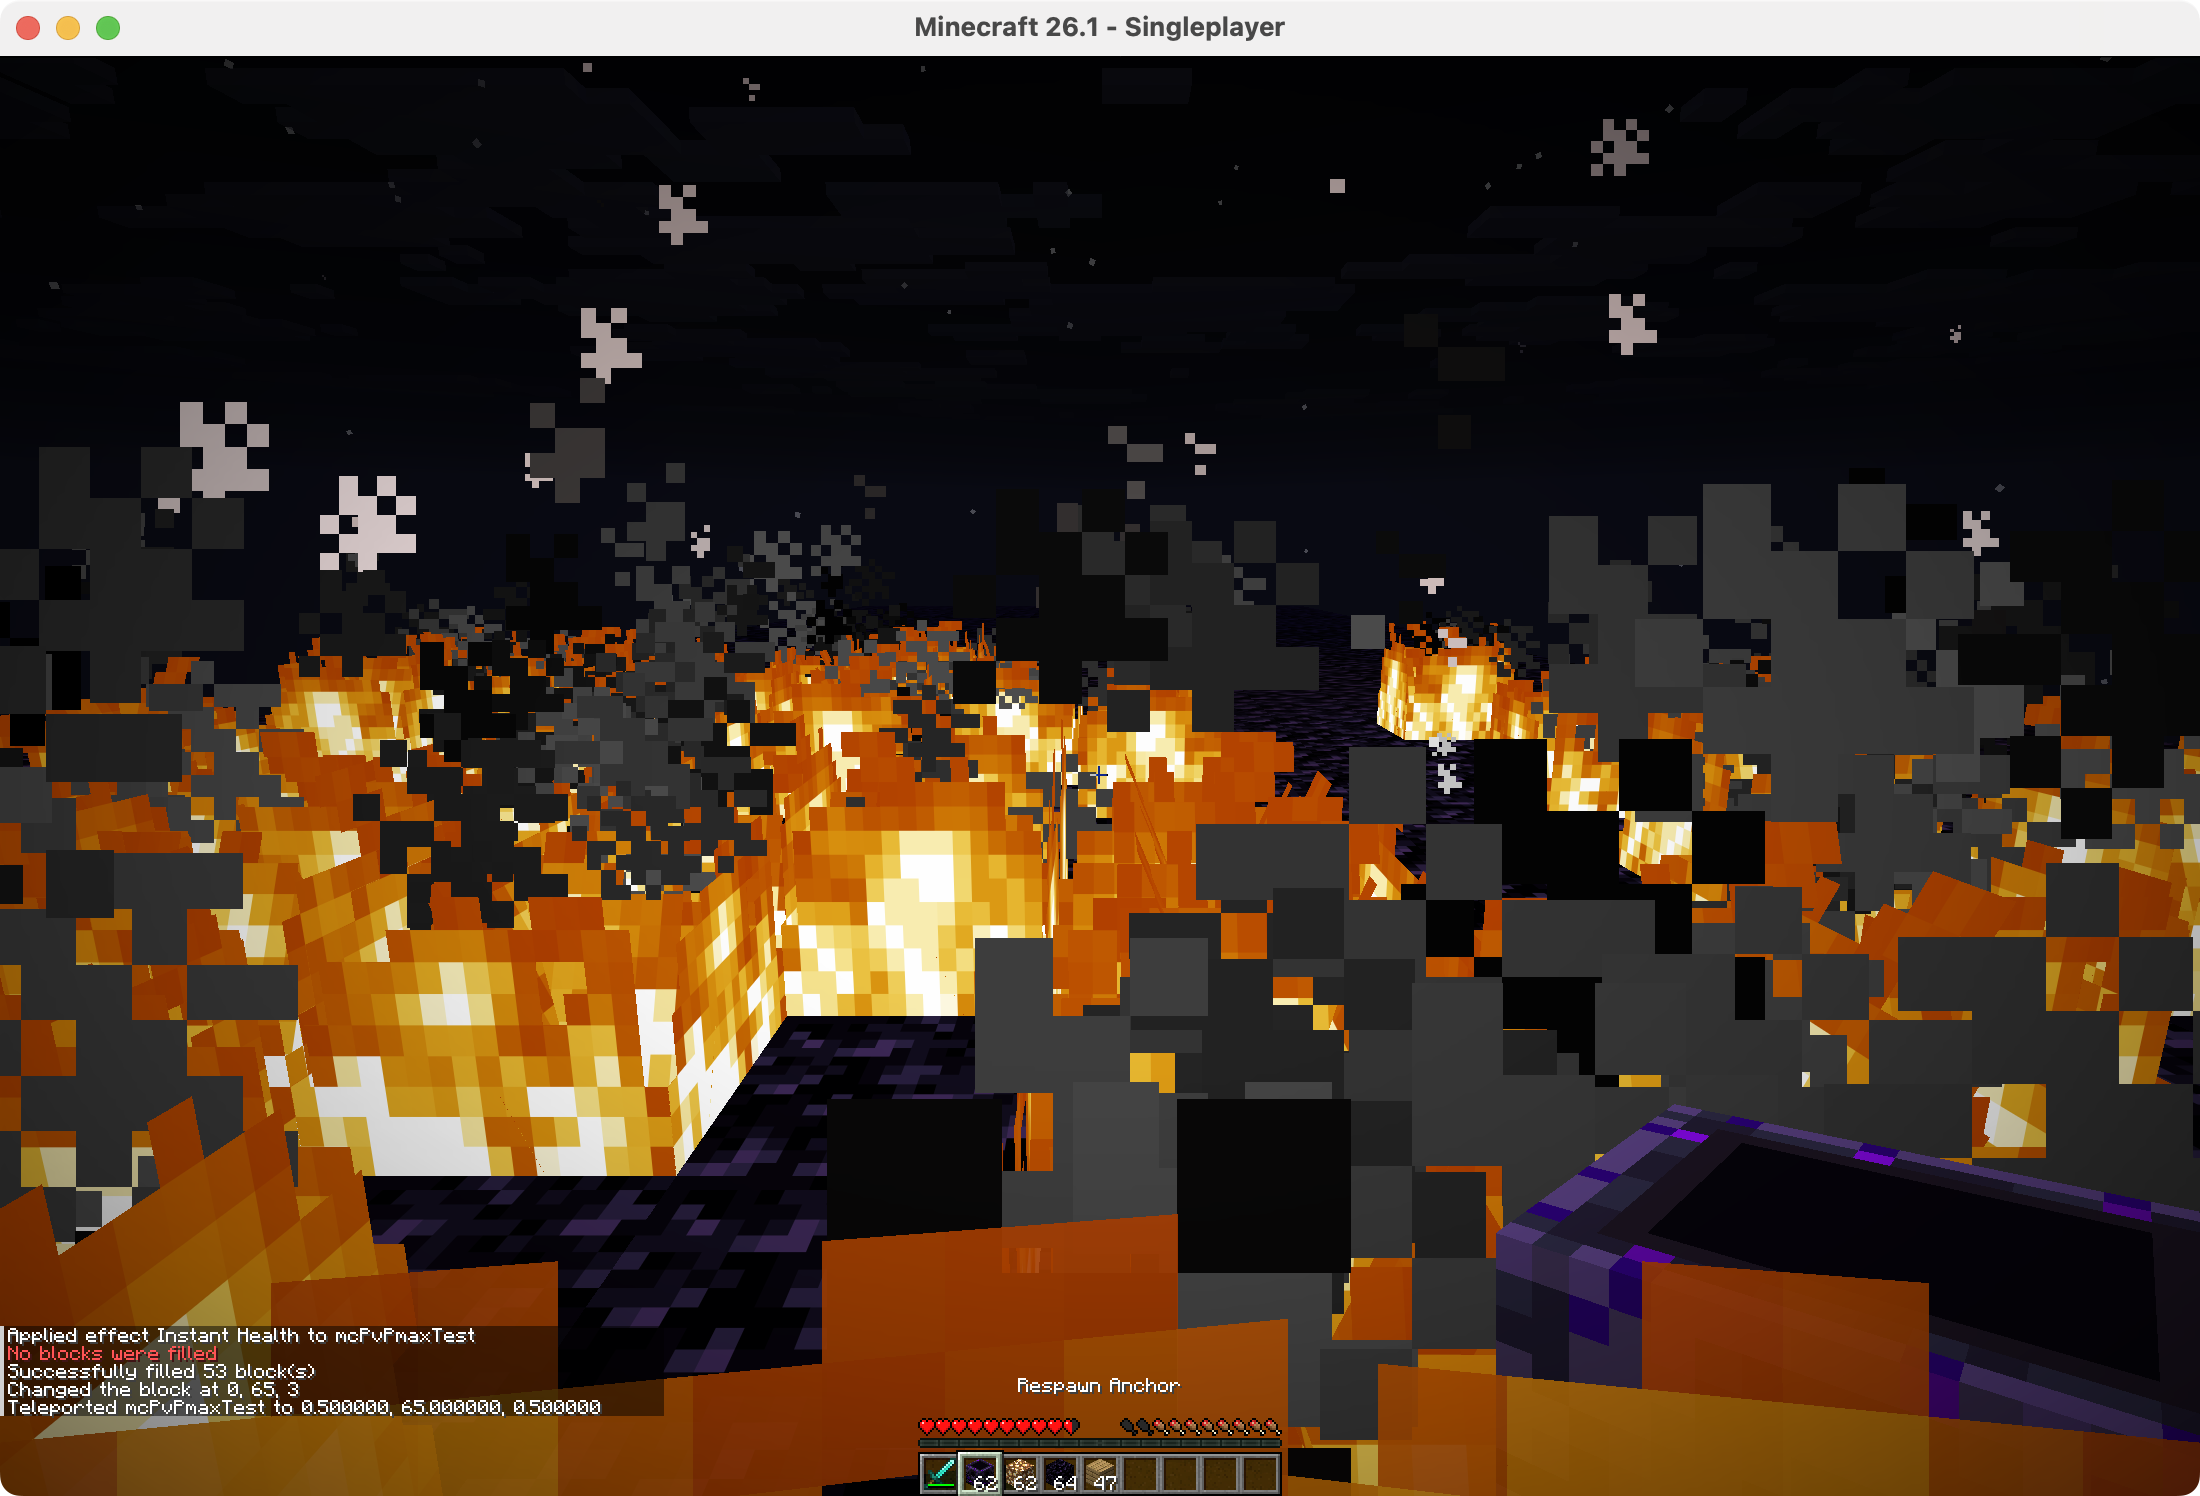 Minecraft 26.1 - Singleplayer
Applied effect Instant Health to mcPvPmaxTest
No blocks were filled
Successfully filled 53 block(s)
Changed the block at 0, 65, 3
Teleported mcPvPmaxTest to 0.500000, 65.000000, 0.500000
Respawn Anchor
62 62 64 47